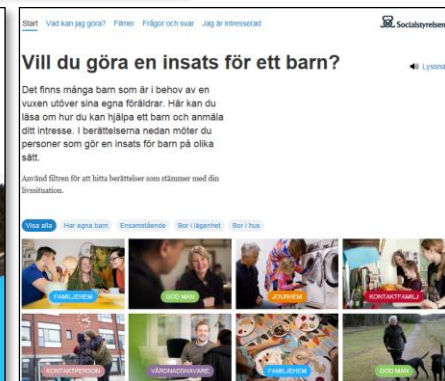 Start Vad kan jag göra? Filmer Frågor och svar Jag är intresserad
Socialstyrelsen
Vill du göra en insats för ett barn?
Lyssna
Det finns många barn som är i behov av en
vuxen utöver sina egna föräldrar. Här kan du
läsa om hur du kan hjälpa ett barn och anmäla
ditt intresse. I berättelserna nedan möter du
personer som gör en insats för barn på olika
sätt.
Använd filtren för att hitta berättelser som stämmer med din
livssituation.
Visa alla Har egna barn Ensamstående Bor i lägenhet Bor i hus
FAMILJEHEM GOD MAN JOURHEM KONTAKTFAMILJ
KONTAKTPERSON VÅRDNADSHAVARE FAMILJEHEM GOD MAN